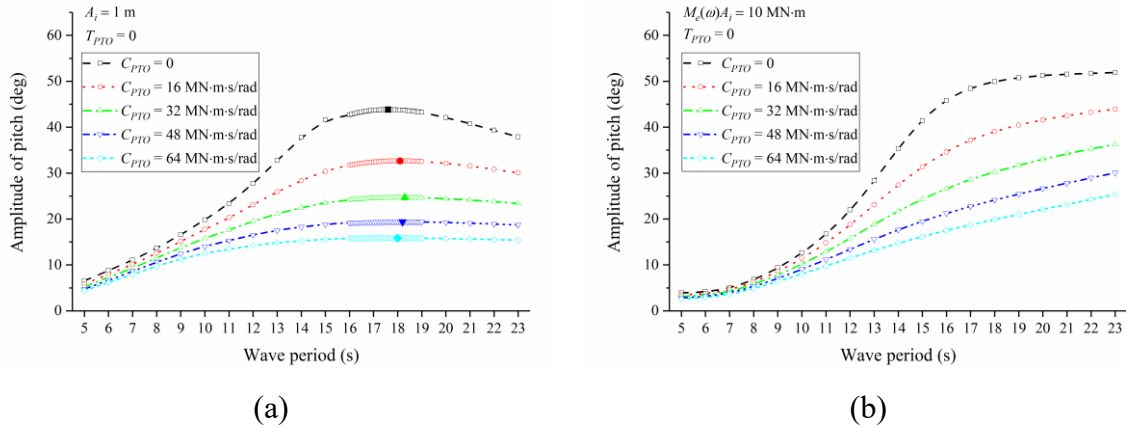 A_i = 1 m
T_PTO = 0
C_PTO = 0
C_PTO = 16 MN·m·s/rad
C_PTO = 32 MN·m·s/rad
C_PTO = 48 MN·m·s/rad
C_PTO = 64 MN·m·s/rad
Amplitude of pitch (deg)
60
50
40
30
20
10
0
5 6 7 8 9 10 11 12 13 14 15 16 17 18 19 20 21 22 23
Wave period (s)
(a)
M_e(ω)A_i = 10 MN·m
T_PTO = 0
C_PTO = 0
C_PTO = 16 MN·m·s/rad
C_PTO = 32 MN·m·s/rad
C_PTO = 48 MN·m·s/rad
C_PTO = 64 MN·m·s/rad
Amplitude of pitch (deg)
60
50
40
30
20
10
0
5 6 7 8 9 10 11 12 13 14 15 16 17 18 19 20 21 22 23
Wave period (s)
(b)